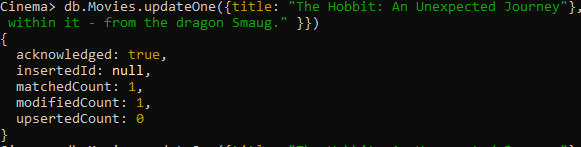 Cinema> db.Movies.updateOne({title: "The Hobbit: An Unexpected Journey"},
within it - from the dragon Smaug." }})
{
  acknowledged: true,
  insertedId: null,
  matchedCount: 1,
  modifiedCount: 1,
  upsertedCount: 0
}